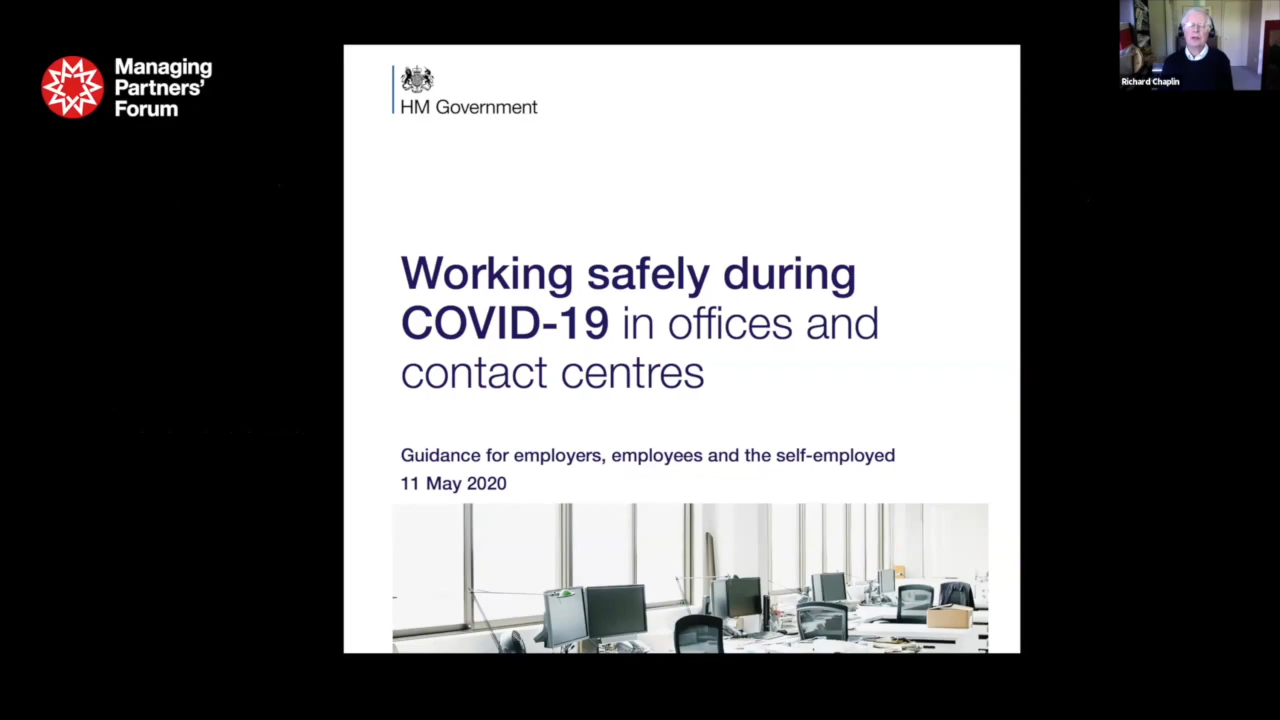 Managing
Partners'
Forum
Richard Chaplin
HM Government
Working safely during
COVID-19 in offices and
contact centres
Guidance for employers, employees and the self-employed
11 May 2020